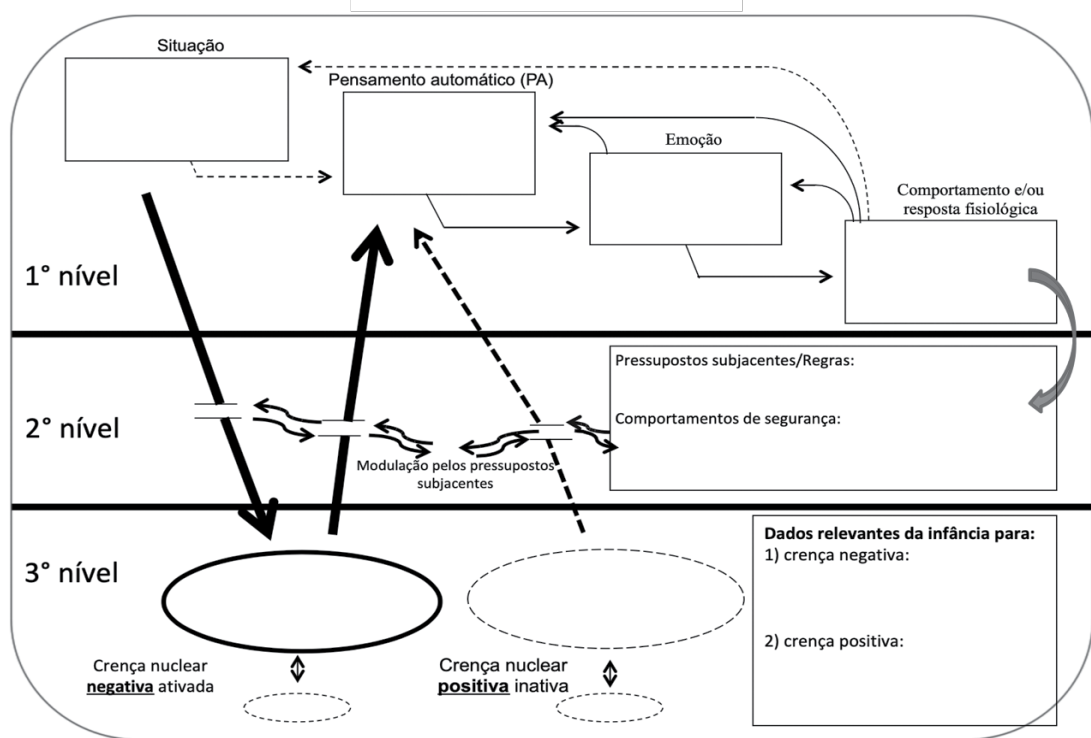 Situação
Pensamento automático (PA)
Emoção
Comportamento e/ou
resposta fisiológica
1° nível
Pressupostos subjacentes/Regras:
2° nível
Comportamentos de segurança:
Modulação pelos pressupostos
subjacentes
3° nível
Dados relevantes da infância para:
1) crença negativa:
2) crença positiva:
Crença nuclear
negativa ativada
Crença nuclear
positiva inativa